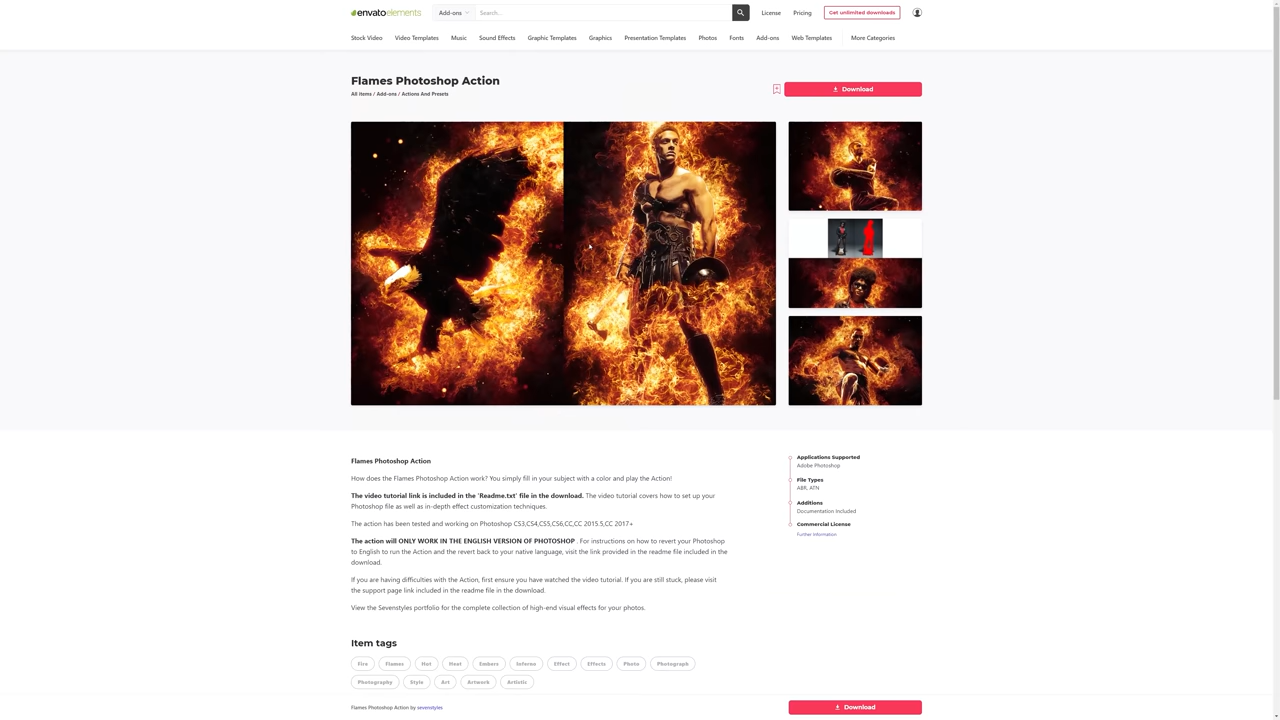 envatoelements
Add-ons
Search...
License
Pricing
Get unlimited downloads
Stock Video
Video Templates
Music
Sound Effects
Graphic Templates
Graphics
Presentation Templates
Photos
Fonts
Add-ons
Web Templates
More Categories
Flames Photoshop Action
All items / Add-ons / Actions And Presets
Download
Flames Photoshop Action
How does the Flames Photoshop Action work? You simply fill in your subject with a color and play the Action!
The video tutorial link is included in the 'Readme.txt' file in the download. The video tutorial covers how to set up your
Photoshop file as well as in-depth effect customization techniques.
The action has been tested and working on Photoshop CS3,CS4,CS5,CS6,CC,CC 2015.5,CC 2017+
The action will ONLY WORK IN THE ENGLISH VERSION OF PHOTOSHOP . For instructions on how to revert your Photoshop
to English to run the Action and the revert back to your native language, visit the link provided in the readme file included in the
download.
If you are having difficulties with the Action, first ensure you have watched the video tutorial. If you are still stuck, please visit
the support page link included in the readme file in the download.
View the Sevenstyles portfolio for the complete collection of high-end visual effects for your photos.
Applications Supported
Adobe Photoshop
File Types
ABR, ATN
Additions
Documentation Included
Commercial License
Further Information
Item tags
Fire
Flames
Hot
Heat
Embers
Inferno
Effect
Effects
Photo
Photograph
Photography
Style
Art
Artwork
Artistic
Flames Photoshop Action by sevenstyles
Download